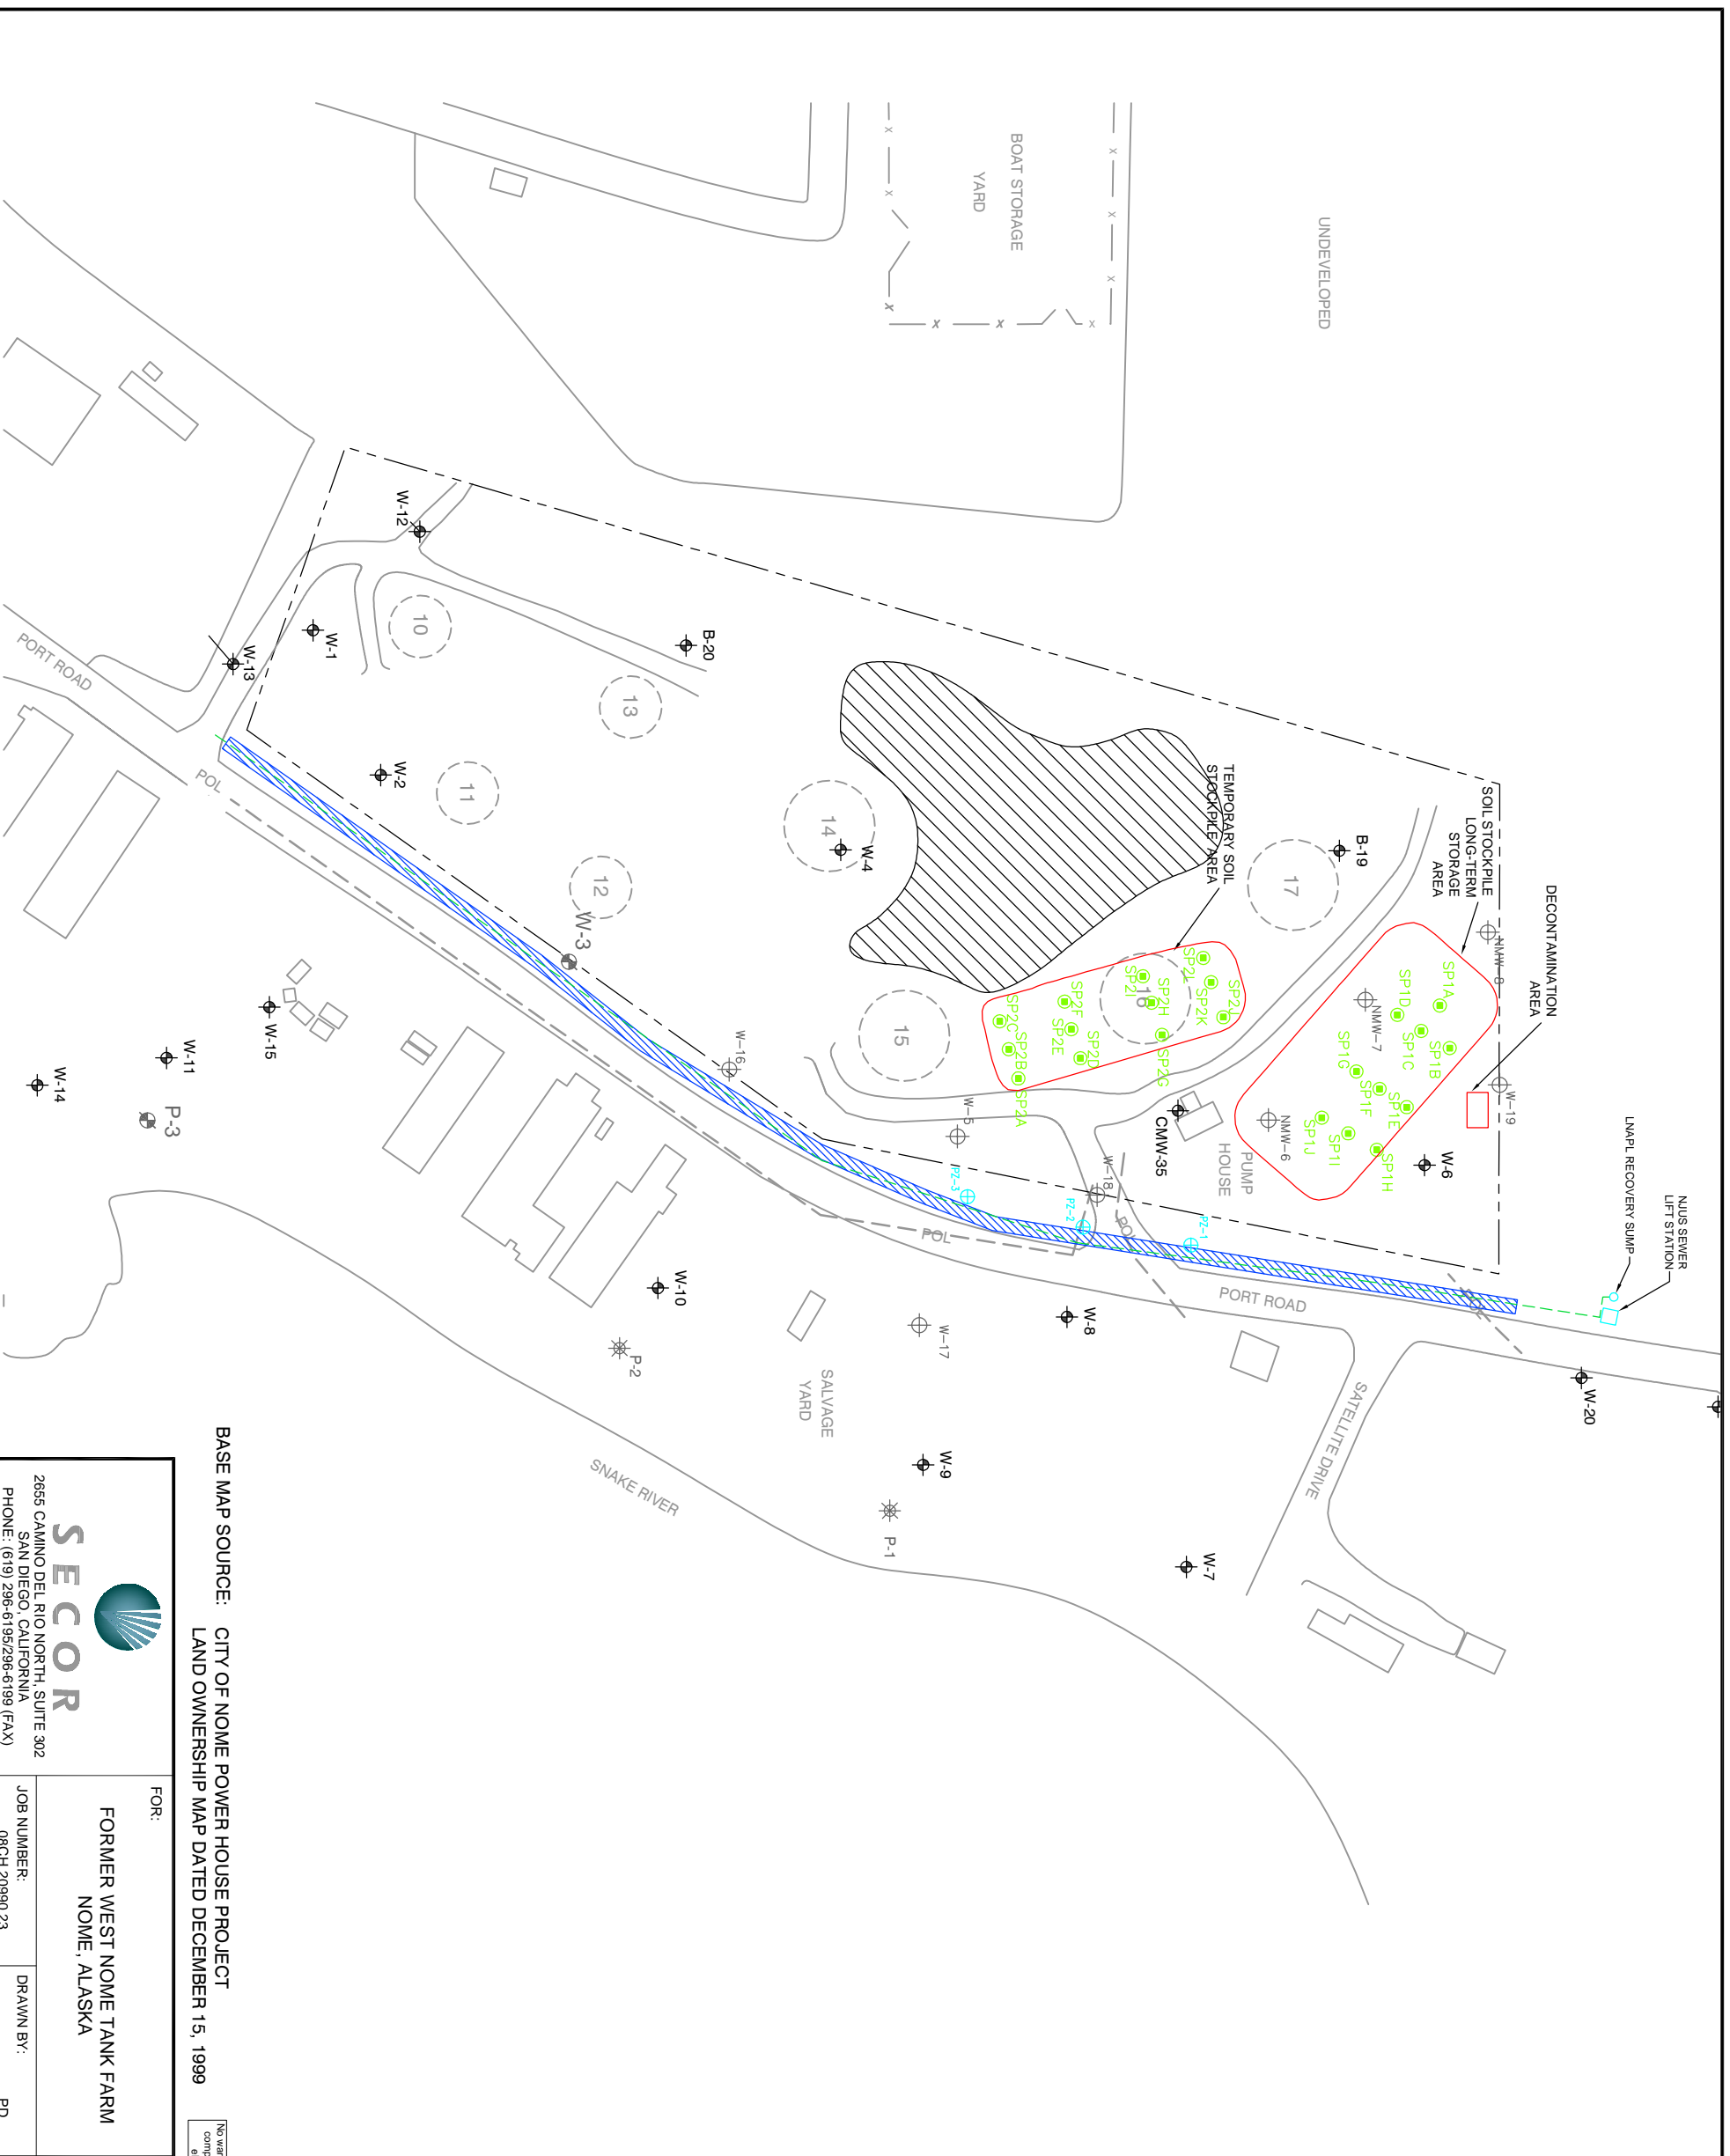 UNDEVELOPED
BOAT STORAGE
YARD
NJUS SEWER
LIFT STATION
LNAPL RECOVERY SUMP
DECONTAMINATION
AREA
SOIL STOCKPILE
LONG-TERM
STORAGE
AREA
TEMPORARY SOIL
STOCKPILE AREA
NMW-8
W-19
W-6
W-20
SP1A
SP1B
SP1C
SP1D
SP1E
SP1F
SP1G
SP1H
SP1I
SP1J
NMW-7
NMW-6
B-19
17
SP2J
SP2K
SP2L
SP2H
SP2I
SP2G
16
SP2F
SP2E
SP2D
SP2C
SP2B
SP2A
PUMP
HOUSE
CMW-35
PZ-1
PZ-2
PZ-3
W-18
W-5
POL
POL
PORT ROAD
SATELLITE DRIVE
15
14
W-4
W-16
W-3
12
11
13
10
B-20
W-12
W-1
W-13
W-2
POL
PORT ROAD
W-8
W-17
W-7
W-9
P-1
SALVAGE
YARD
P-2
W-10
SNAKE RIVER
W-15
W-11
P-3
W-14
BASE MAP SOURCE: CITY OF NOME POWER HOUSE PROJECT
LAND OWNERSHIP MAP DATED DECEMBER 15, 1999
SECOR
2655 CAMINO DEL RIO NORTH, SUITE 302
SAN DIEGO, CALIFORNIA
PHONE: (619) 296-6195/296-6199 (FAX)
FOR:
FORMER WEST NOME TANK FARM
NOME, ALASKA
JOB NUMBER:
08CH.20990.23
DRAWN BY:
PD